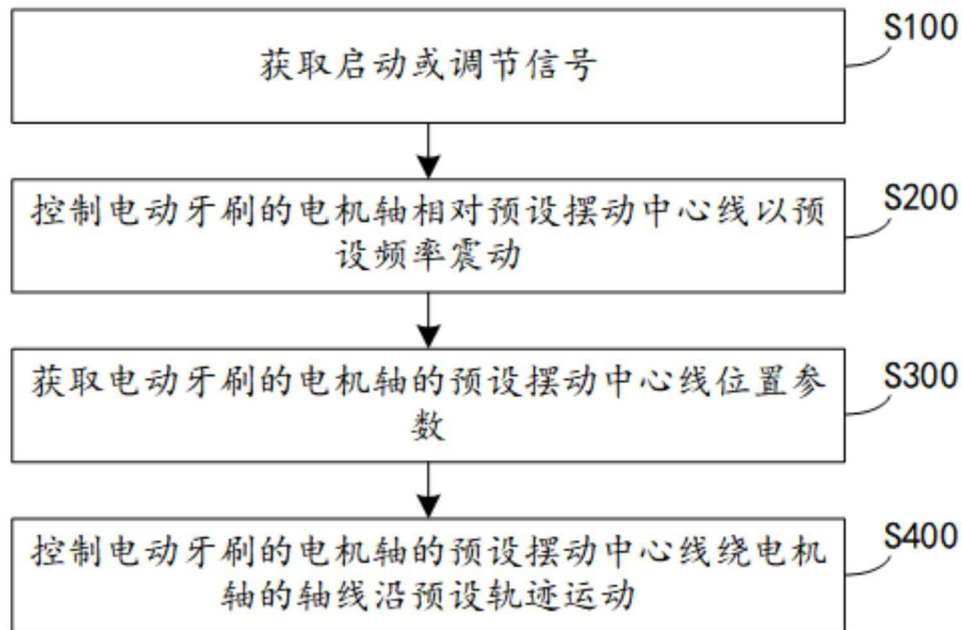 获取启动或调节信号
S100
控制电动牙刷的电机轴相对预设摆动中心线以预
设频率震动
S200
获取电动牙刷的电机轴的预设摆动中心线位置参
数
S300
控制电动牙刷的电机轴的预设摆动中心线绕电机
轴的轴线沿预设轨迹运动
S400